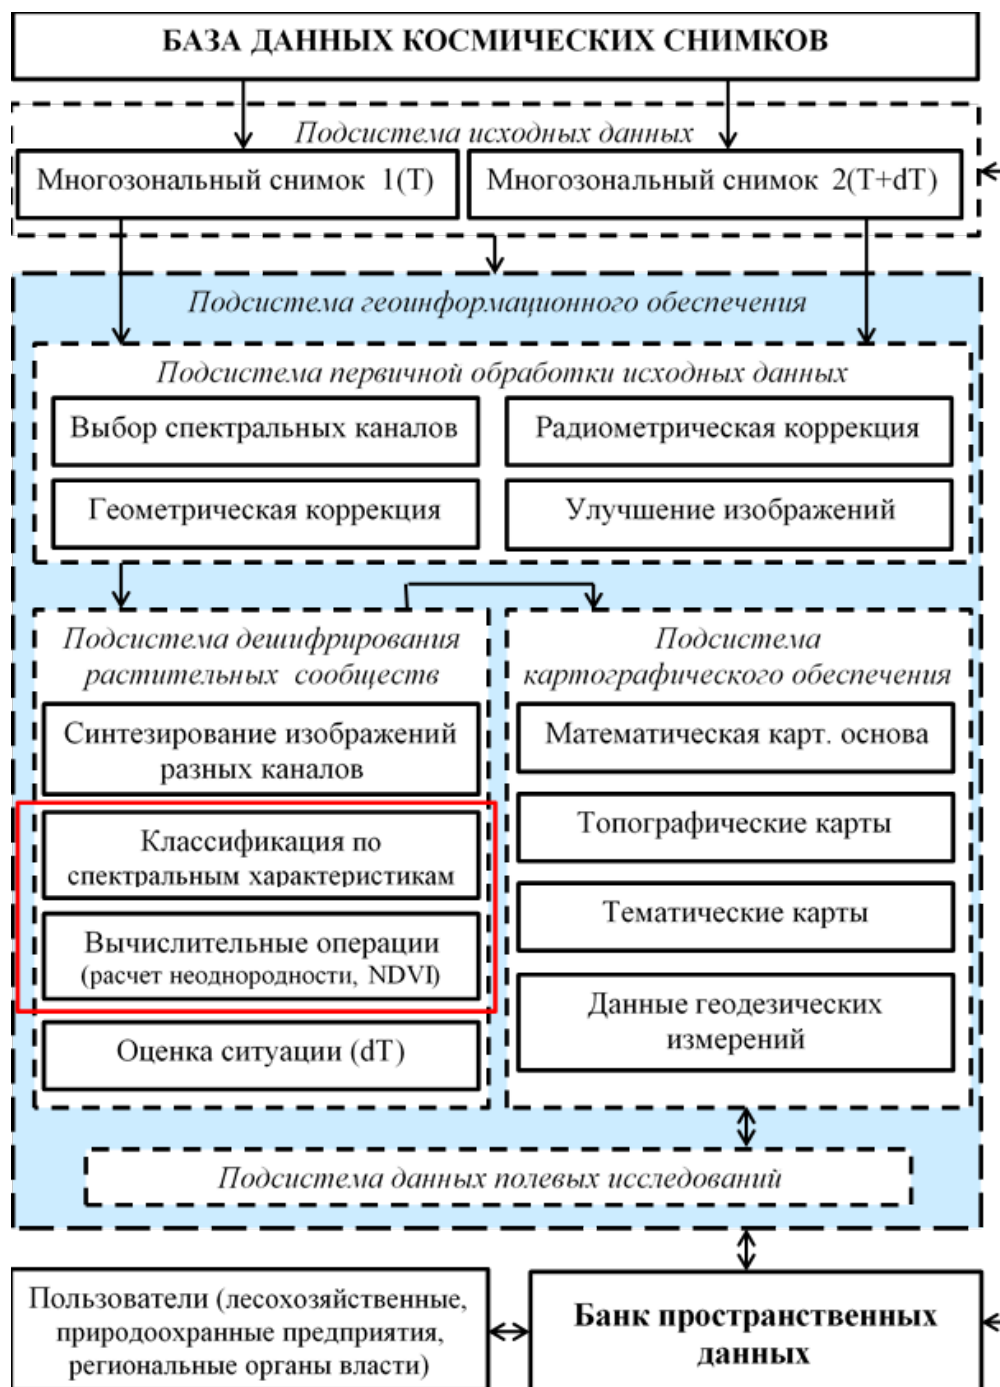 БАЗА ДАННЫХ КОСМИЧЕСКИХ СНИМКОВ
Подсистема исходных данных
Многозональный снимок 1(T)
Многозональный снимок 2(T+dT)
Подсистема геоинформационного обеспечения
Подсистема первичной обработки исходных данных
Выбор спектральных каналов
Радиометрическая коррекция
Геометрическая коррекция
Улучшение изображений
Подсистема дешифрирования
растительных сообществ
Синтезирование изображений
разных каналов
Классификация по
спектральным характеристикам
Вычислительные операции
(расчет неоднородности, NDVI)
Оценка ситуации (dT)
Подсистема
картографического обеспечения
Математическая карт. основа
Топографические карты
Тематические карты
Данные геодезических
измерений
Подсистема данных полевых исследований
Пользователи (лесохозяйственные,
природоохранные предприятия,
региональные органы власти)
Банк пространственных
данных